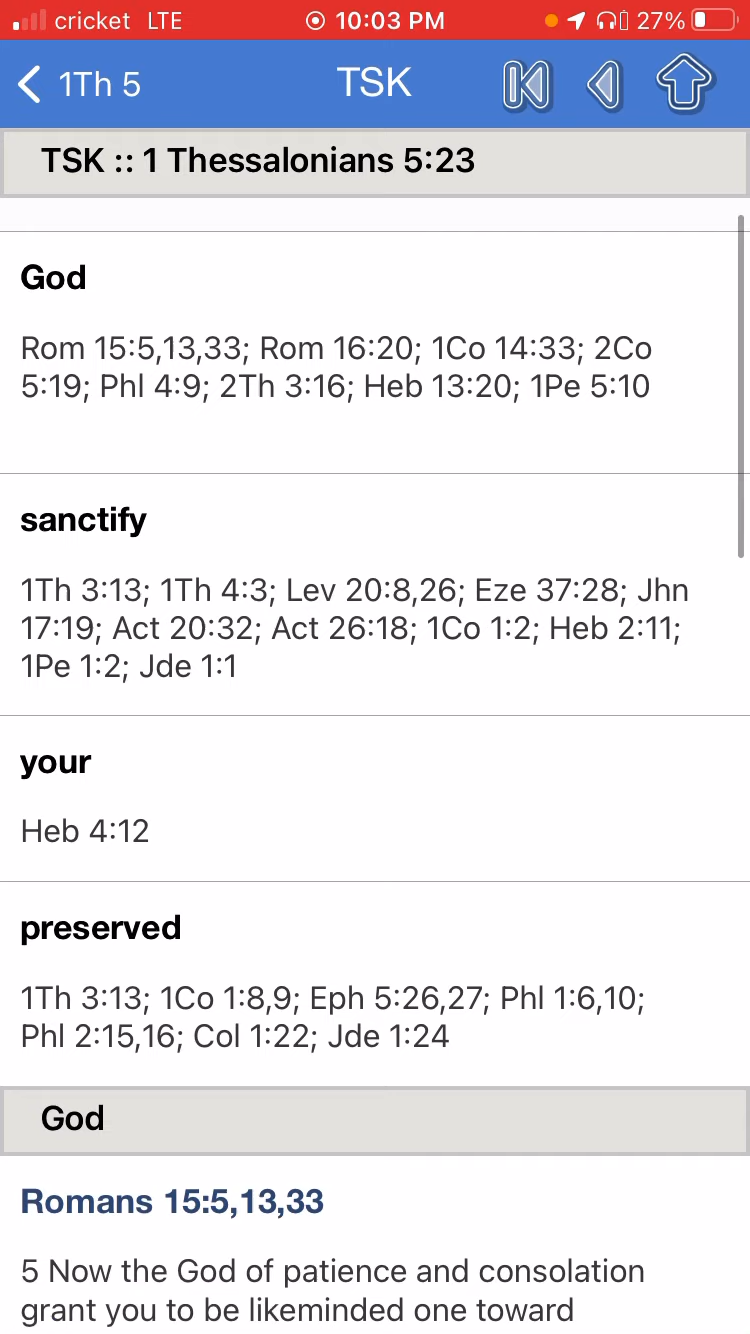 cricket LTE 10:03 PM 27%
1Th 5 TSK
TSK :: 1 Thessalonians 5:23
God
Rom 15:5,13,33; Rom 16:20; 1Co 14:33; 2Co
5:19; Phl 4:9; 2Th 3:16; Heb 13:20; 1Pe 5:10
sanctify
1Th 3:13; 1Th 4:3; Lev 20:8,26; Eze 37:28; Jhn
17:19; Act 20:32; Act 26:18; 1Co 1:2; Heb 2:11;
1Pe 1:2; Jde 1:1
your
Heb 4:12
preserved
1Th 3:13; 1Co 1:8,9; Eph 5:26,27; Phl 1:6,10;
Phl 2:15,16; Col 1:22; Jde 1:24
God
Romans 15:5,13,33
5 Now the God of patience and consolation
grant you to be likeminded one toward